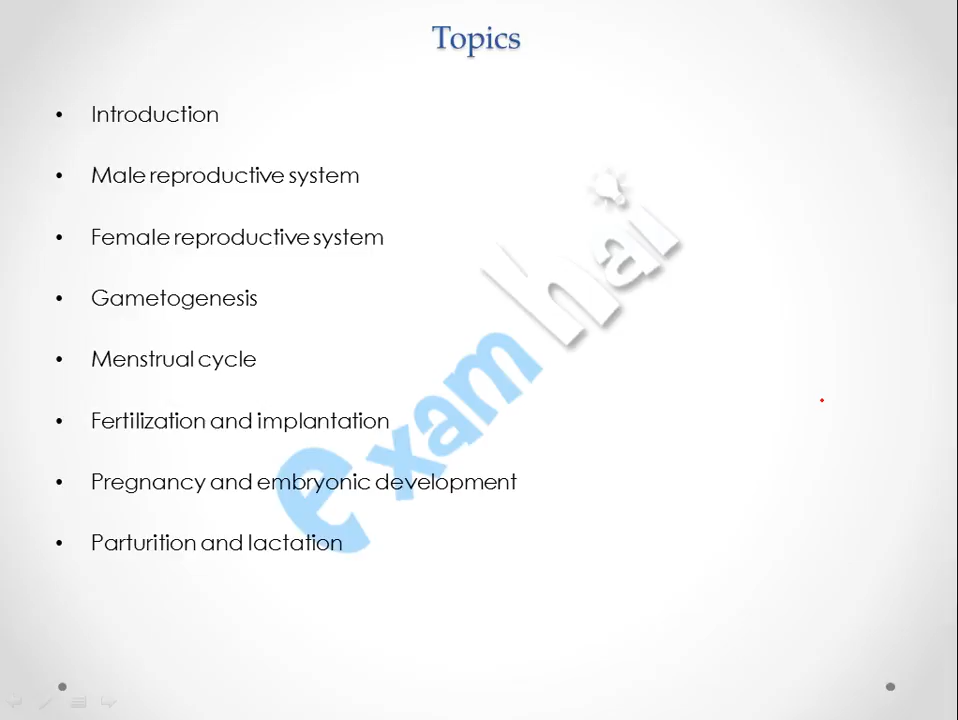 Topics
• Introduction
• Male reproductive system
• Female reproductive system
• Gametogenesis
• Menstrual cycle
• Fertilization and implantation
• Pregnancy and embryonic development
• Parturition and lactation
exam hai